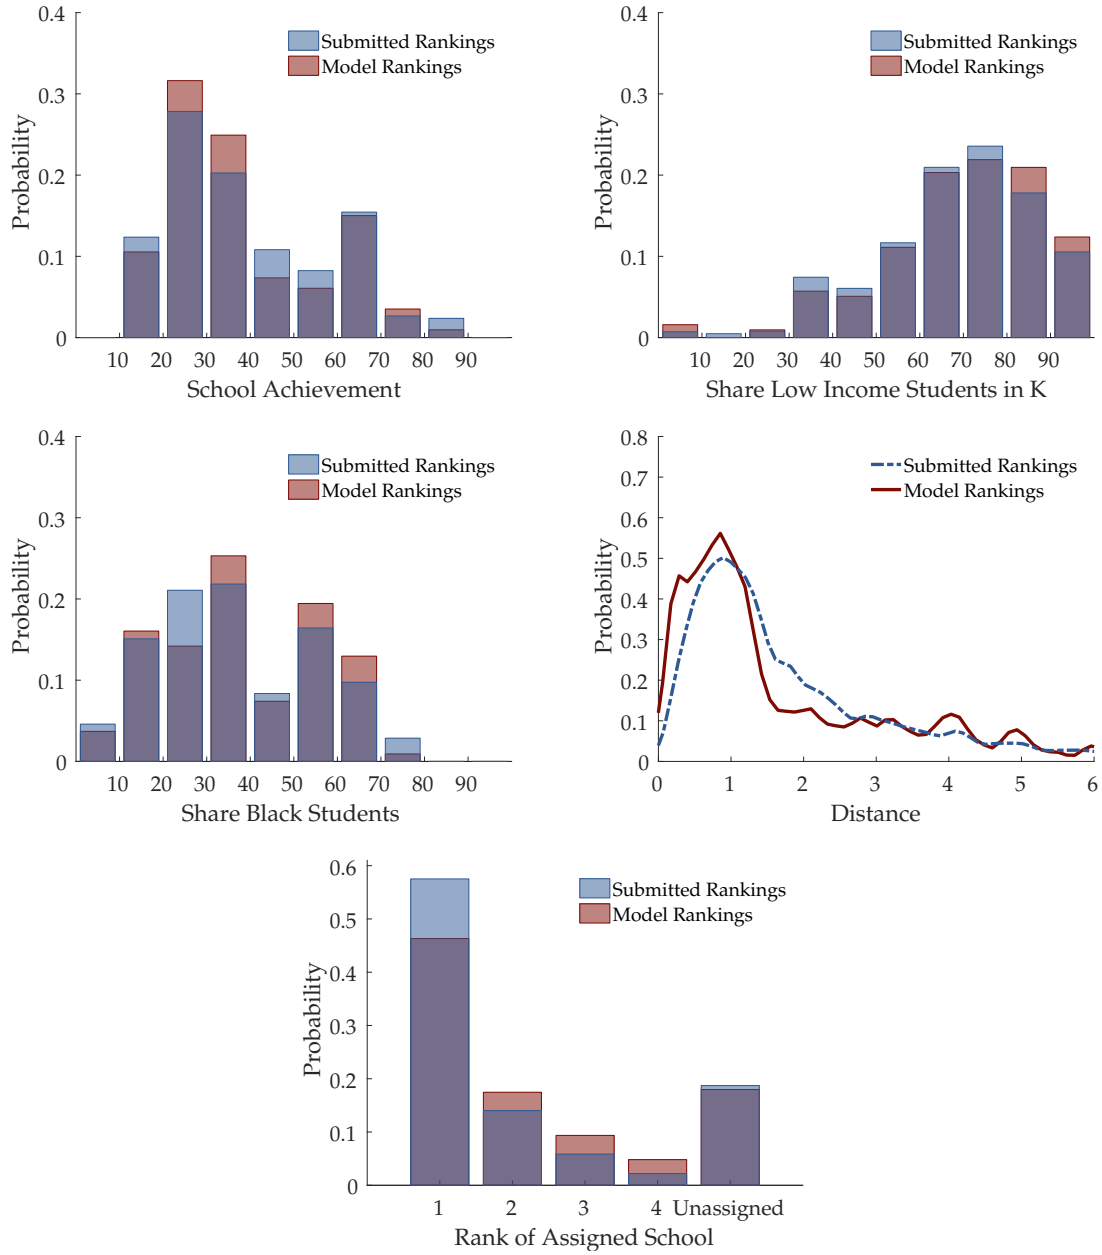 0.4
0.3
0.2
0.1
0
Probability
Submitted Rankings
Model Rankings
10 20 30 40 50 60 70 80 90
School Achievement
0.4
0.3
0.2
0.1
0
Probability
Submitted Rankings
Model Rankings
10 20 30 40 50 60 70 80 90
Share Low Income Students in K
0.4
0.3
0.2
0.1
0
Probability
Submitted Rankings
Model Rankings
10 20 30 40 50 60 70 80 90
Share Black Students
0.8
0.7
0.6
0.5
0.4
0.3
0.2
0.1
0
Probability
Submitted Rankings
Model Rankings
0 1 2 3 4 5 6
Distance
0.6
0.5
0.4
0.3
0.2
0.1
0
Probability
Submitted Rankings
Model Rankings
1 2 3 4 Unassigned
Rank of Assigned School